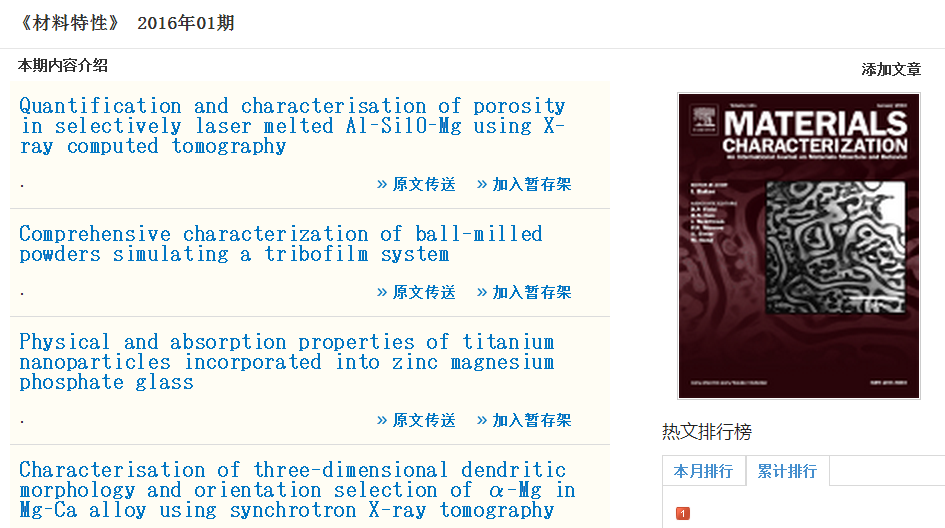 《材料特性》 2016年01期
本期内容介绍
Quantification and characterisation of porosity
in selectively laser melted Al-Si10-Mg using X-
ray computed tomography
. » 原文传送 » 加入暂存架
Comprehensive characterization of ball-milled
powders simulating a tribofilm system
. » 原文传送 » 加入暂存架
Physical and absorption properties of titanium
nanoparticles incorporated into zinc magnesium
phosphate glass
. » 原文传送 » 加入暂存架
Characterisation of three-dimensional dendritic
morphology and orientation selection of α-Mg in
Mg-Ca alloy using synchrotron X-ray tomography
添加文章
MATERIALS
CHARACTERIZATION
An International Journal on Materials Structure and Behavior
热文排行榜
本月排行 累计排行
1